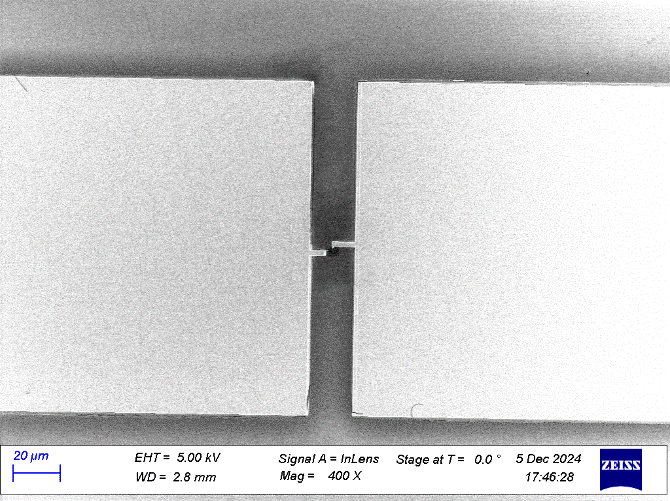 20 µm
EHT = 5.00 kV
Signal A = InLens
Stage at T = 0.0 °
5 Dec 2024
ZEISS
WD = 2.8 mm
Mag = 400 X
17:46:28